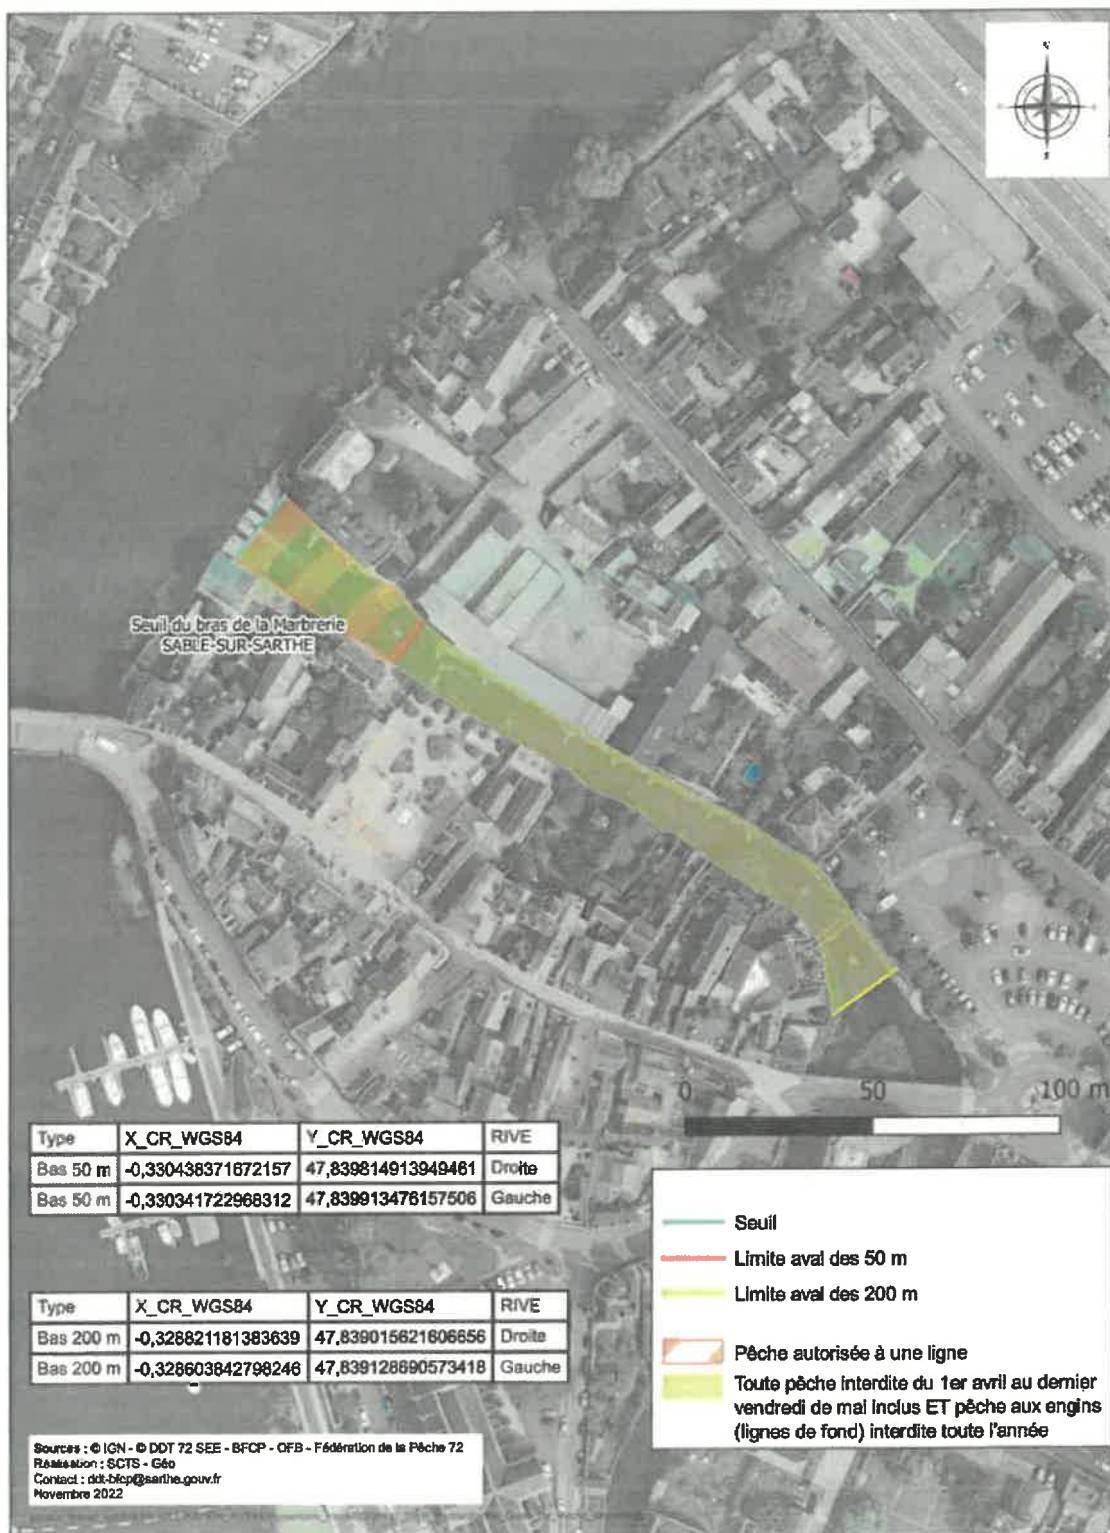 N
S
Seuil du bras de la Marbrerie
SABLE-SUR-SARTHE
0 50 100 m
Type X_CR_WGS84 Y_CR_WGS84 RIVE
Bas 50 m -0,330438371672157 47,839814913949461 Droite
Bas 50 m -0,330341722968312 47,839913476157506 Gauche
Seuil
Limite aval des 50 m
Limite aval des 200 m
Pêche autorisée à une ligne
Toute pêche interdite du 1er avril au dernier
vendredi de mai inclus ET pêche aux engins
(lignes de fond) interdite toute l'année
Type X_CR_WGS84 Y_CR_WGS84 RIVE
Bas 200 m -0,328821181383639 47,839015621606656 Droite
Bas 200 m -0,328603842798246 47,839128690573418 Gauche
Sources : © IGN - © DDT 72 SEE - BFCP - OFB - Fédération de la Pêche 72
Réalisation : SCTS - Géo
Contact : ddt-bfcp@sarthe.gouv.fr
Novembre 2022